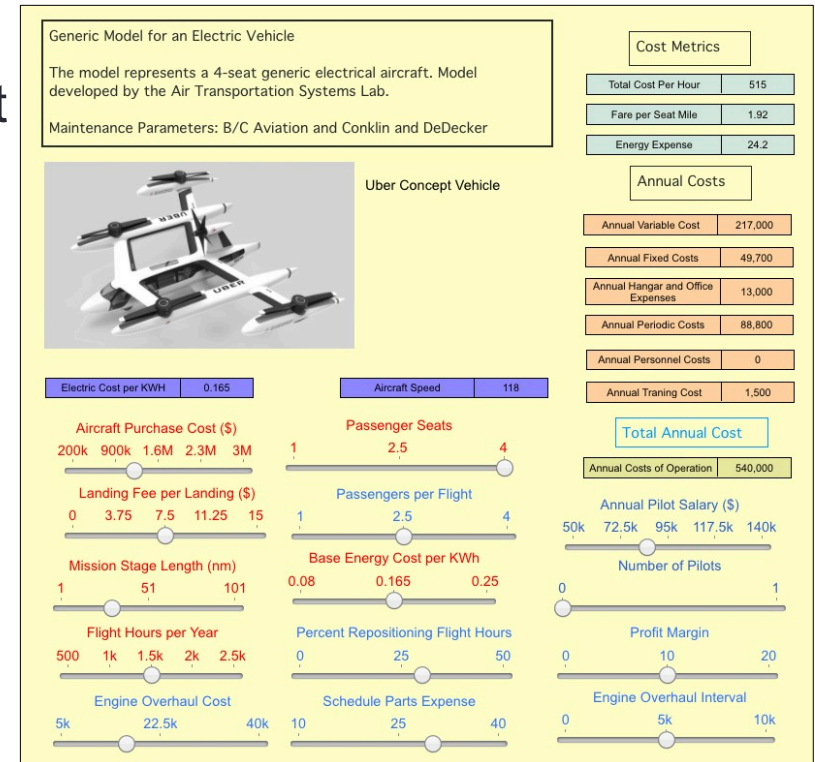 t
Generic Model for an Electric Vehicle
The model represents a 4-seat generic electrical aircraft. Model
developed by the Air Transportation Systems Lab.
Maintenance Parameters: B/C Aviation and Conklin and DeDecker
Cost Metrics
Total Cost Per Hour 515
Fare per Seat Mile 1.92
Energy Expense 24.2
Uber Concept Vehicle
UBER
UBER
Annual Costs
Annual Variable Cost 217,000
Annual Fixed Costs 49,700
Annual Hangar and Office
Expenses 13,000
Annual Periodic Costs 88,800
Annual Personnel Costs 0
Annual Traning Cost 1,500
Electric Cost per KWH 0.165
Aircraft Speed 118
Total Annual Cost
Annual Costs of Operation 540,000
Aircraft Purchase Cost ($)
200k 900k 1.6M 2.3M 3M
Passenger Seats
1 2.5 4
Landing Fee per Landing ($)
0 3.75 7.5 11.25 15
Passengers per Flight
1 2.5 4
Annual Pilot Salary ($)
50k 72.5k 95k 117.5k 140k
Mission Stage Length (nm)
1 51 101
Base Energy Cost per KWh
0.08 0.165 0.25
Number of Pilots
0 1
Flight Hours per Year
500 1k 1.5k 2k 2.5k
Percent Repositioning Flight Hours
0 25 50
Profit Margin
0 10 20
Engine Overhaul Cost
5k 22.5k 40k
Schedule Parts Expense
10 25 40
Engine Overhaul Interval
0 5k 10k